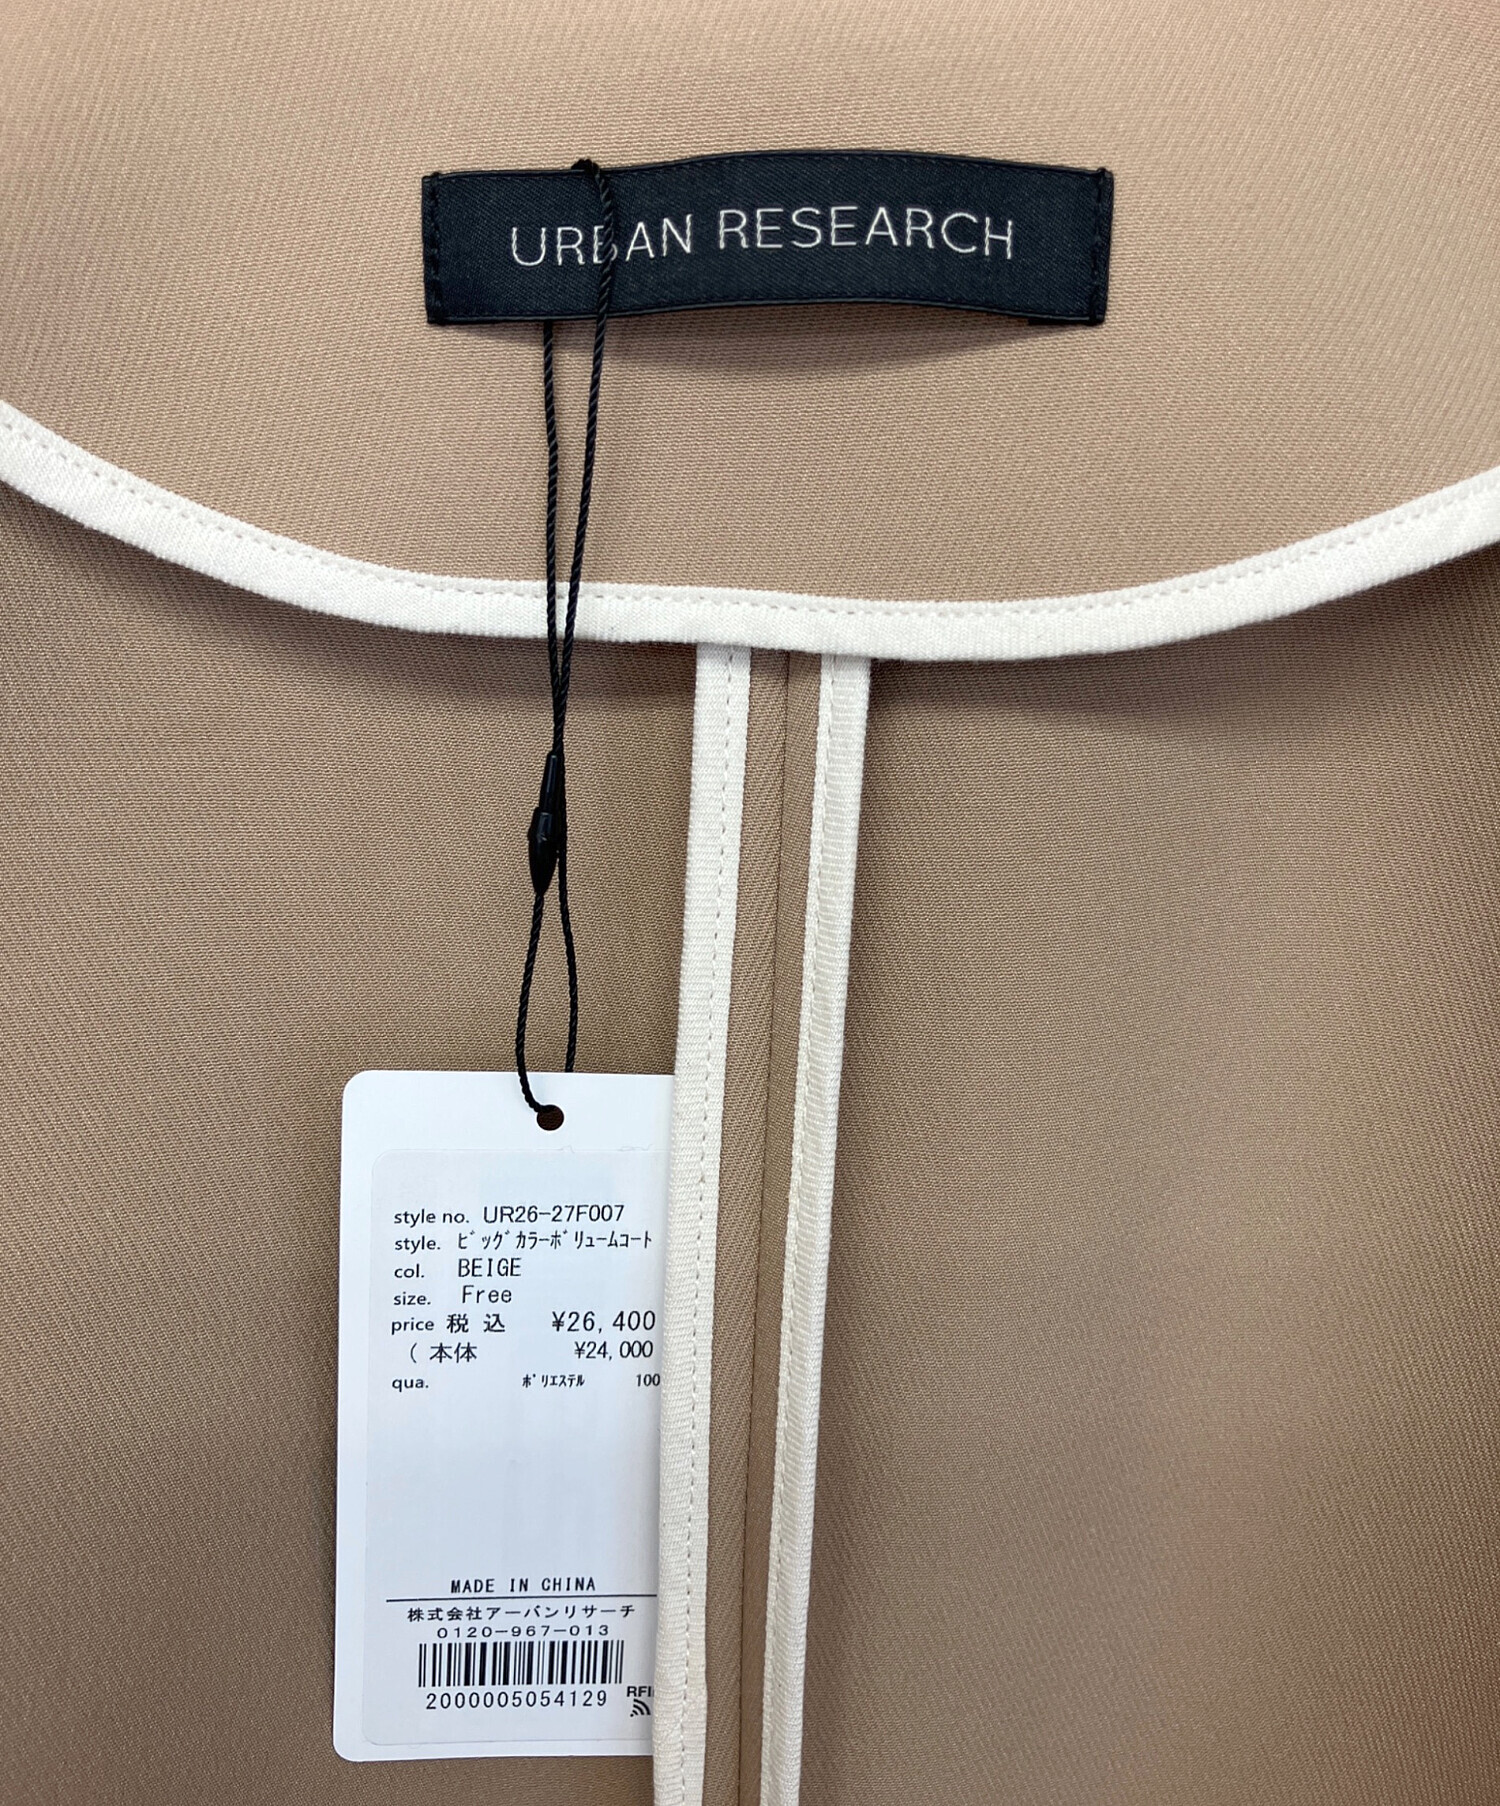 URBAN RESEARCH
style no. UR26-27F007
style. ビッグカラーボリュームコート
col. BEIGE
size. Free
price 税込 ¥26,400
(本体 ¥24,000
qua. ポリエステル 100
MADE IN CHINA
株式会社アーバンリサーチ
0120-967-013
2000005054129